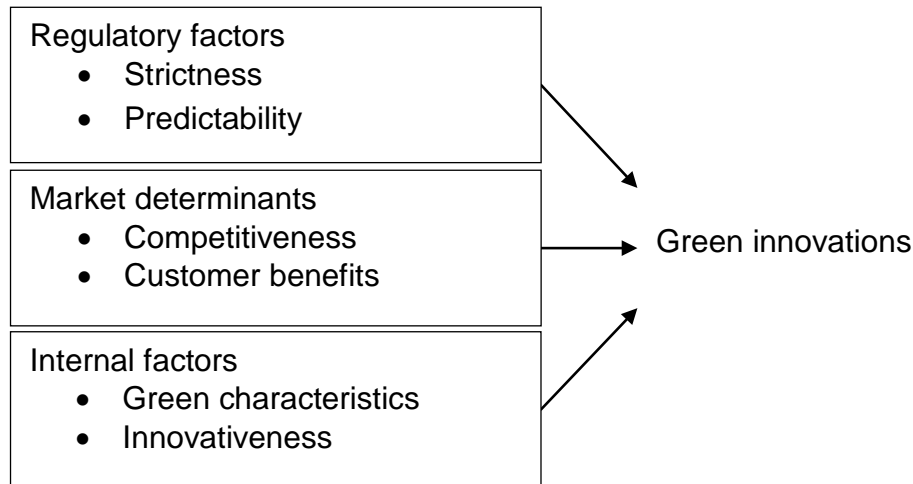 Regulatory factors
• Strictness
• Predictability
Market determinants
• Competitiveness
• Customer benefits
Green innovations
Internal factors
• Green characteristics
• Innovativeness